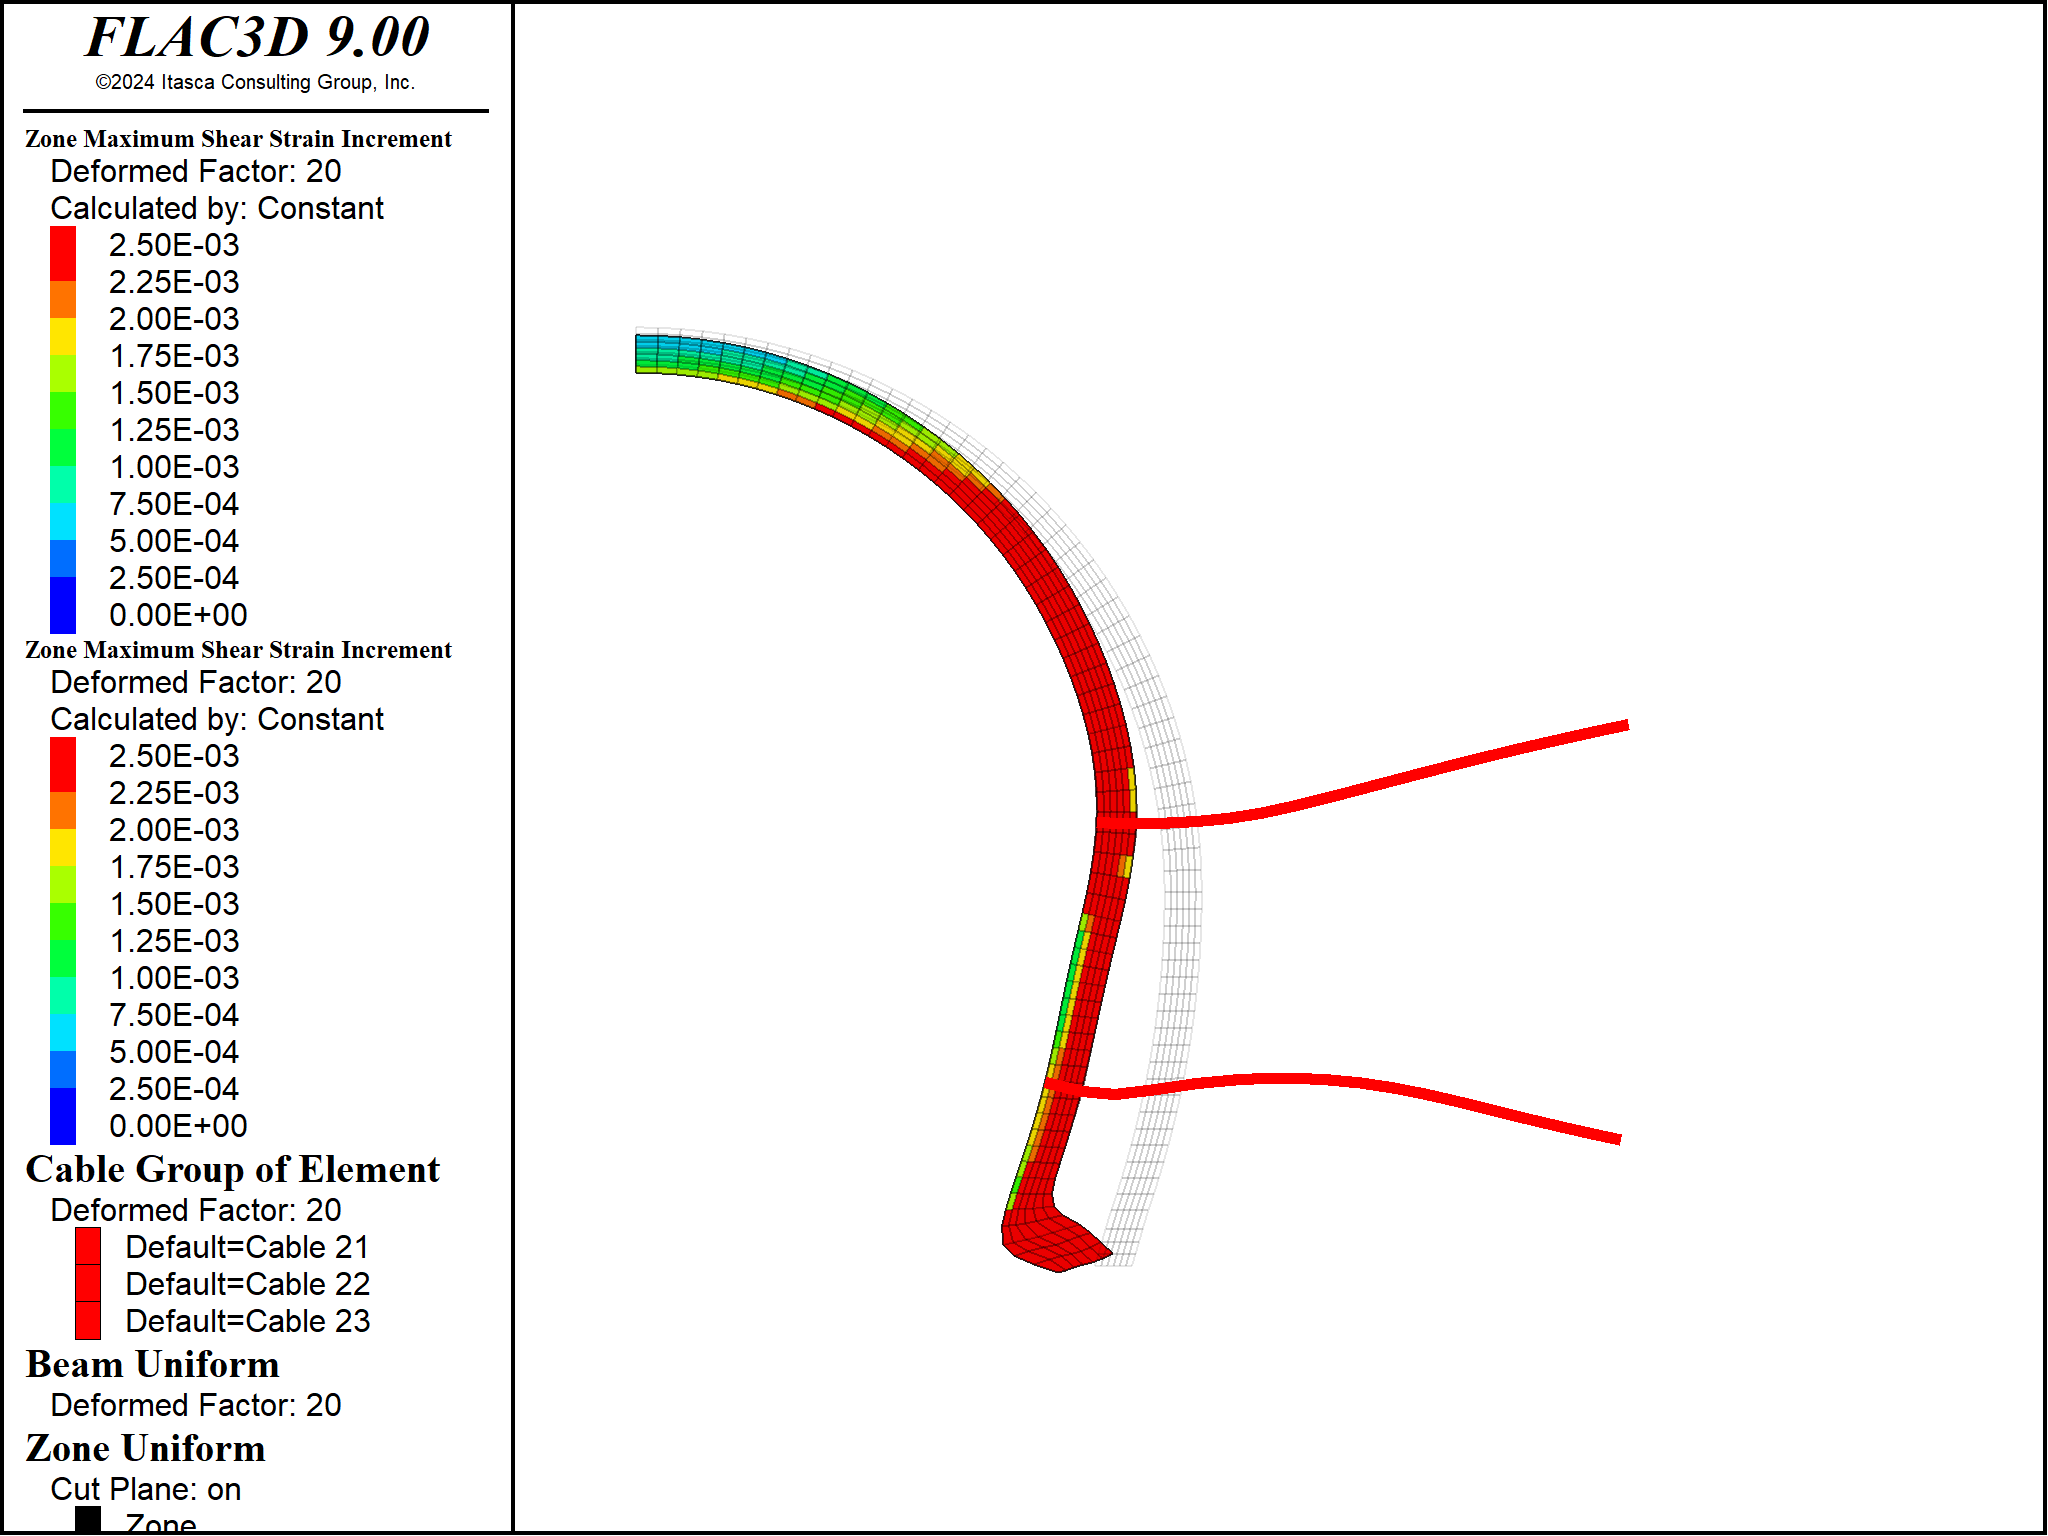 FLAC3D 9.00
©2024 Itasca Consulting Group, Inc.
Zone Maximum Shear Strain Increment
Deformed Factor: 20
Calculated by: Constant
2.50E-03
2.25E-03
2.00E-03
1.75E-03
1.50E-03
1.25E-03
1.00E-03
7.50E-04
5.00E-04
2.50E-04
0.00E+00
Zone Maximum Shear Strain Increment
Deformed Factor: 20
Calculated by: Constant
2.50E-03
2.25E-03
2.00E-03
1.75E-03
1.50E-03
1.25E-03
1.00E-03
7.50E-04
5.00E-04
2.50E-04
0.00E+00
Cable Group of Element
Deformed Factor: 20
Default=Cable 21
Default=Cable 22
Default=Cable 23
Beam Uniform
Deformed Factor: 20
Zone Uniform
Cut Plane: on
Zone